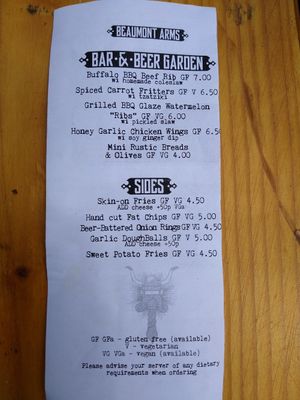 BEAUMONT ARMS
BAR & BEER GARDEN
Buffalo BBQ Beef Rib GF 7.00
wi homemade coleslaw
Spiced Carrot Fritters GF V 6.50
wi tzatziki
Grilled BBQ Glaze Watermelon
"Ribs" GF VG 6.00
wi pickled slaw
Honey Garlic Chicken Wings GF 6.50
wi soy ginger dip
Mini Rustic Breads
& Olives GF VG 4.00
SIDES
Skin-on Fries GF VG 4.50
ADD cheese +50p VGa
Hand cut Fat Chips GF VG 5.00
Beer-Battered Onion Rings GF VG 4.50
Garlic DoughBalls GF V 5.00
ADD cheese +50p
Sweet Potato Fries GF VG 4.50
GF GFa - gluten free (available)
V - vegetarian
VG VGa - vegan (available)
Please advise your server of any dietary
requirements when ordering